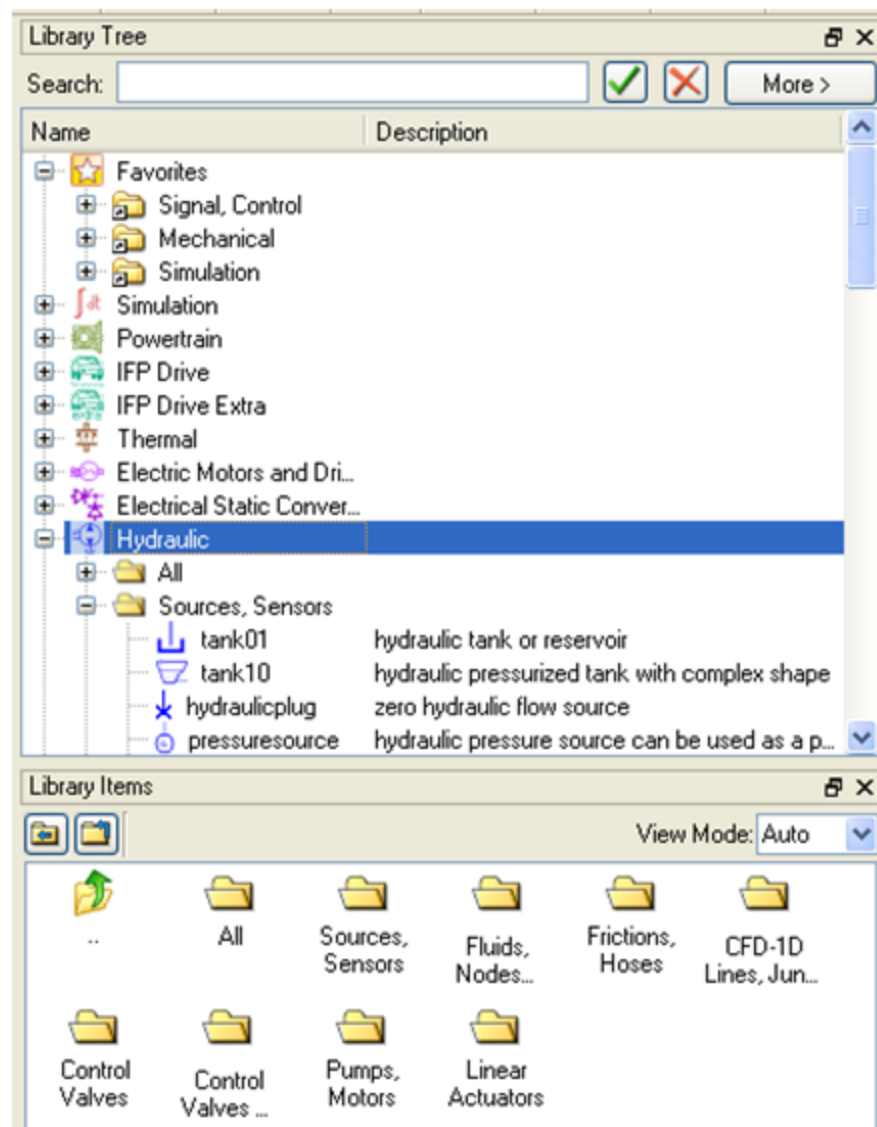 Library Tree
Search: More >
Name Description
Favorites
Signal, Control
Mechanical
Simulation
Simulation
Powertrain
IFP Drive
IFP Drive Extra
Thermal
Electric Motors and Dri...
Electrical Static Conver...
Hydraulic
All
Sources, Sensors
tank01 hydraulic tank or reservoir
tank10 hydraulic pressurized tank with complex shape
hydraulicplug zero hydraulic flow source
pressuresource hydraulic pressure source can be used as a p...
Library Items
View Mode: Auto
..
All
Sources,
Sensors
Fluids,
Nodes...
Frictions,
Hoses
CFD-1D
Lines, Jun...
Control
Valves
Control
Valves ...
Pumps,
Motors
Linear
Actuators